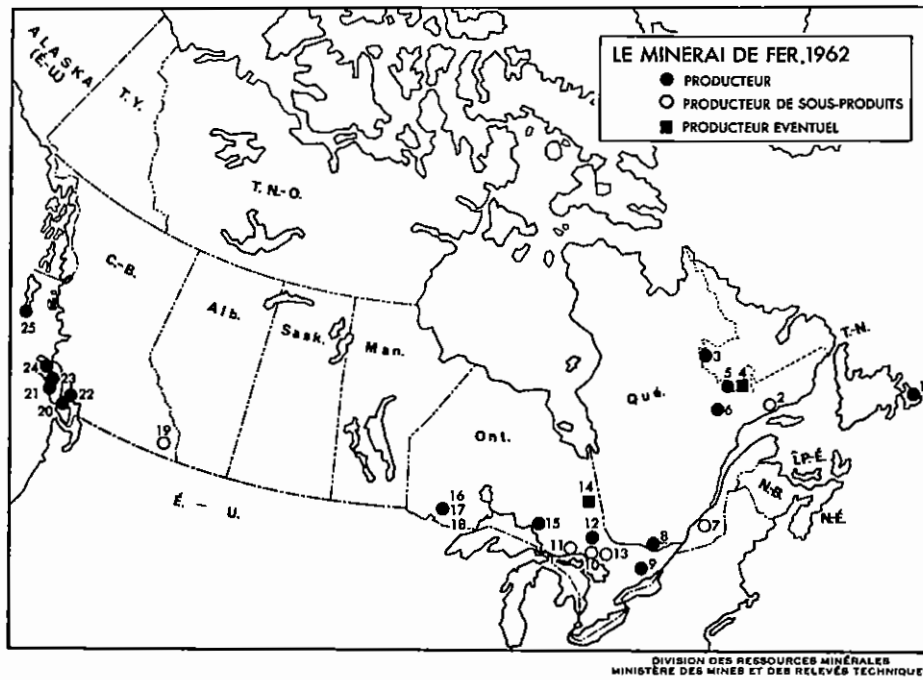 LE MINERAI DE FER, 1962
PRODUCTEUR
PRODUCTEUR DE SOUS-PRODUITS
PRODUCTEUR EVENTUEL
ALASKA
(É-U)
T.Y.
T.N.-O.
C.-B.
Alb.
Sask.
Man.
Ont.
Qué.
T.-N.
Î.P.-É.
N.-B.
N.-É.
É. – U.
25
24
23
21
22
20
19
16
17
18
15
14
12
11
10
13
8
9
7
3
5
4
6
2
DIVISION DES RESSOURCES MINÉRALES
MINISTÈRE DES MINES ET DES RELEVÉS TECHNIQUE